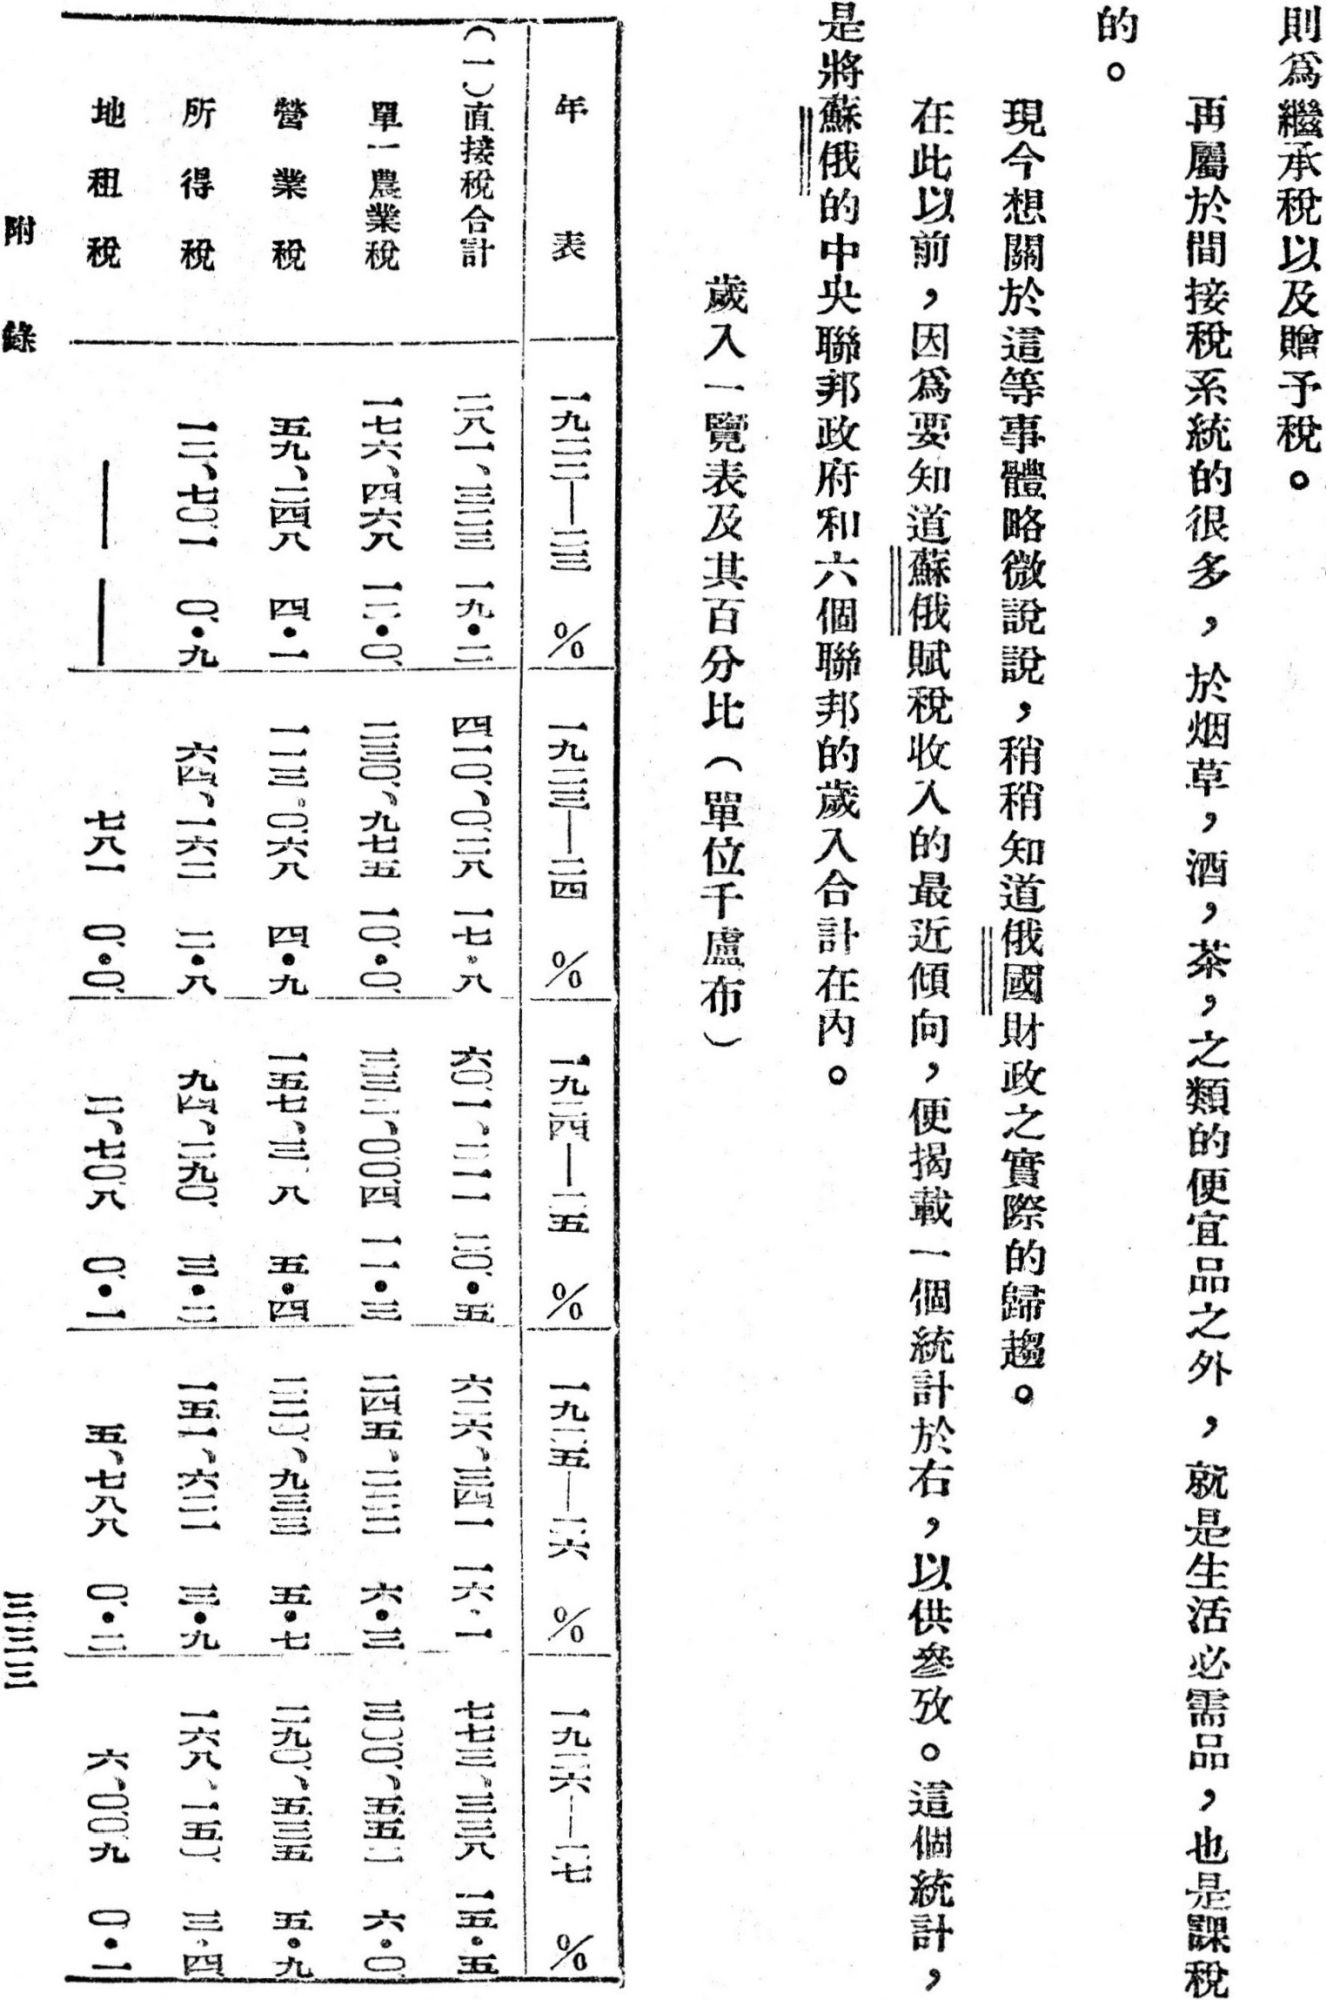 則爲繼承稅以及贈予稅。
再屬於間接稅系統的很多，於烟草，酒，茶，之類的便宜品之外，就是生活必需品，也是課稅
的。
現今想關於這等事體略微說說，稍稍知道俄國財政之實際的歸趨。
在此以前，因爲要知道蘇俄賦稅收入的最近傾向，便揭載一個統計於右，以供參攷。這個統計，
是將蘇俄的中央聯邦政府和六個聯邦的歲入合計在內。
歲入一覽表及其百分比（單位千盧布）
年表 一九二二—二三 % 一九二三—二四 % 一九二四—二五 % 一九二五—二六 % 一九二六—二七 %
（一）直接稅合計 二八一、三二三 一九・二 四一〇、〇二八 一七・八 六〇一、二一一 二〇・五 六二六、三四一 一六・一 七七三、三三八 一五・五
單一農業稅 一七六、四六八 一二・〇 二三〇、九七五 一〇・〇 三三二、〇〇四 一一・三 二四五、二三二 六・三 三〇〇、五五二 六・〇
營業稅 五九、二四八 四・一 一一三。〇六八 四・九 一五七、三一八 五・四 二二〇、九三三 五・七 二九〇、五三五 五・九
所得稅 一二、七〇一 〇・九 六四、一六二 二・八 九四、二九〇 三・二 一五一、六二一 三・九 一六八、一五〇 三・四
地租稅 — — 七八一 〇・〇 二、七〇八 〇・一 五、七八八 〇・二 六、〇〇九 〇・一
附錄 三三三